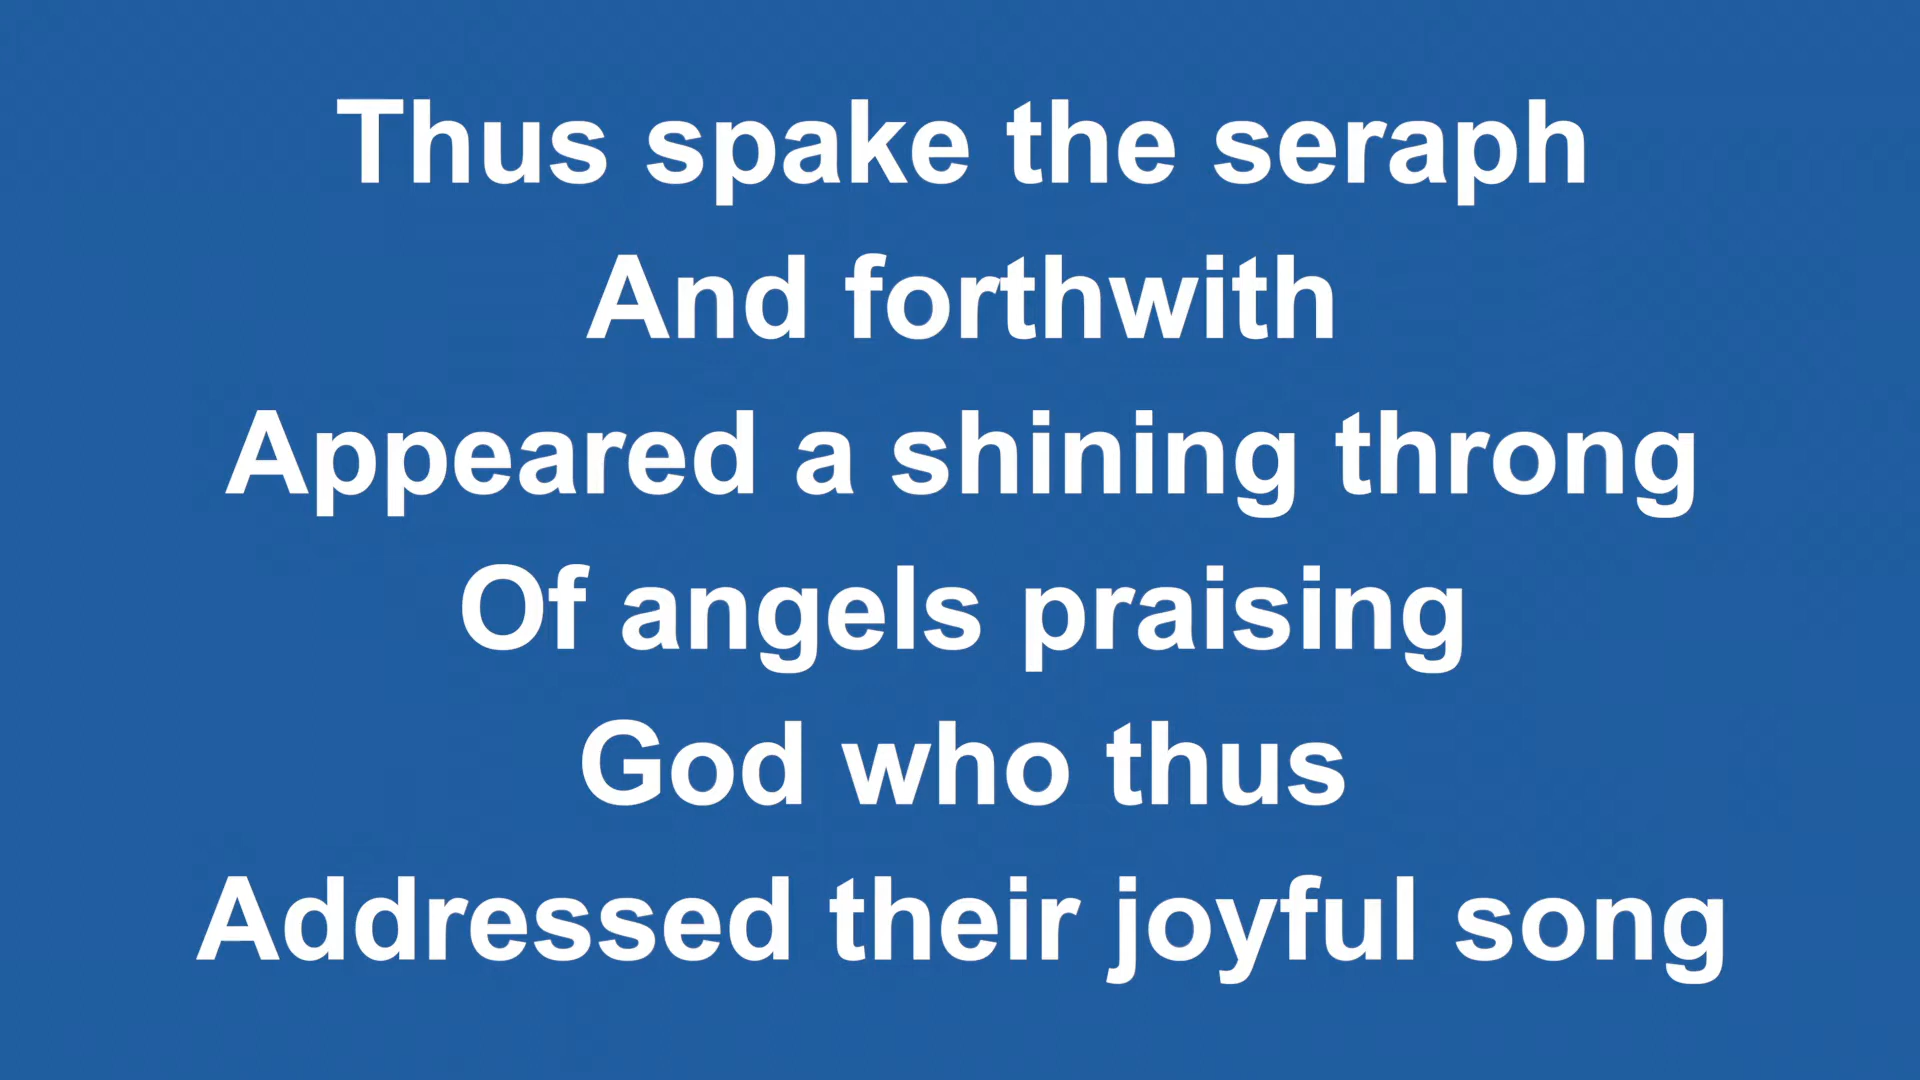 Thus spake the seraph
And forthwith
Appeared a shining throng
Of angels praising
God who thus
Addressed their joyful song